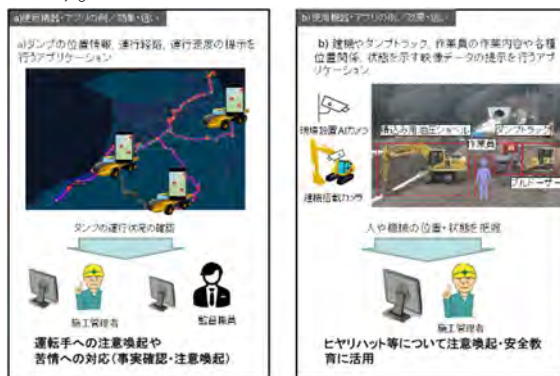 a)使用機器・アプリの例/効果・狙い
a)ダンプの位置情報、運行経路、運行速度の提示を
行うアプリケーション
ダンプの運行状況の確認
施工管理者
監督職員
運転手への注意喚起や
苦情への対応(事実確認・注意喚起)
b)使用機器・アプリの例/効果・狙い
b) 建機やダンプトラック、作業員の作業内容や各種
位置関係、状態を示す映像データの提示を行うアプ
リケーション
現場設置AIカメラ
建機搭載カメラ
積込み用油圧ショベル
ダンプトラック
作業員
ブルドーザー
人や機械の位置・状態を把握
施工管理者
ヒヤリハット等について注意喚起・安全教
育に活用